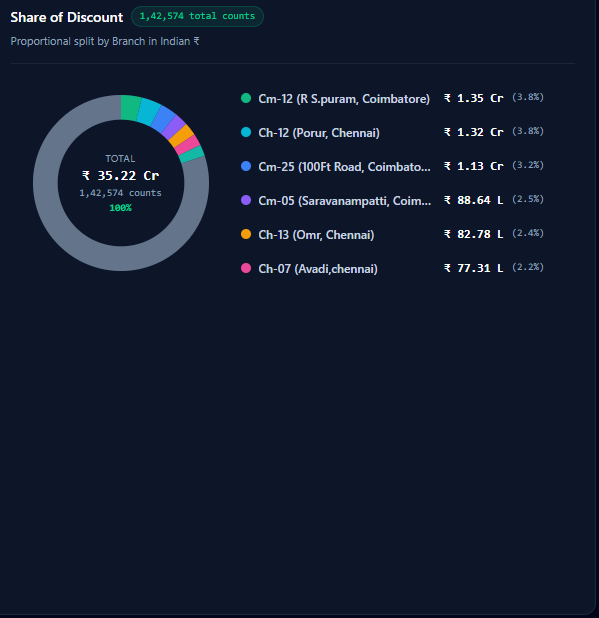 Share of Discount 1,42,574 total counts
Proportional split by Branch in Indian ₹
TOTAL
₹ 35.22 Cr
1,42,574 counts
100%
Cm-12 (R S.puram, Coimbatore) ₹ 1.35 Cr (3.8%)
Ch-12 (Porur, Chennai) ₹ 1.32 Cr (3.8%)
Cm-25 (100Ft Road, Coimbato... ₹ 1.13 Cr (3.2%)
Cm-05 (Saravanampatti, Coim... ₹ 88.64 L (2.5%)
Ch-13 (Omr, Chennai) ₹ 82.78 L (2.4%)
Ch-07 (Avadi,chennai) ₹ 77.31 L (2.2%)